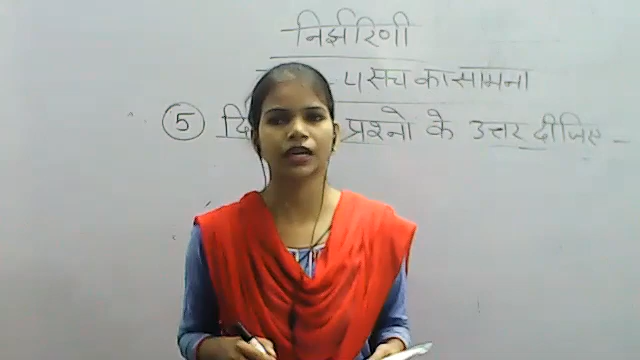 निर्झरिणी
4 सच का सामना
5 दि प्रश्नो के उत्तर दीजिए -